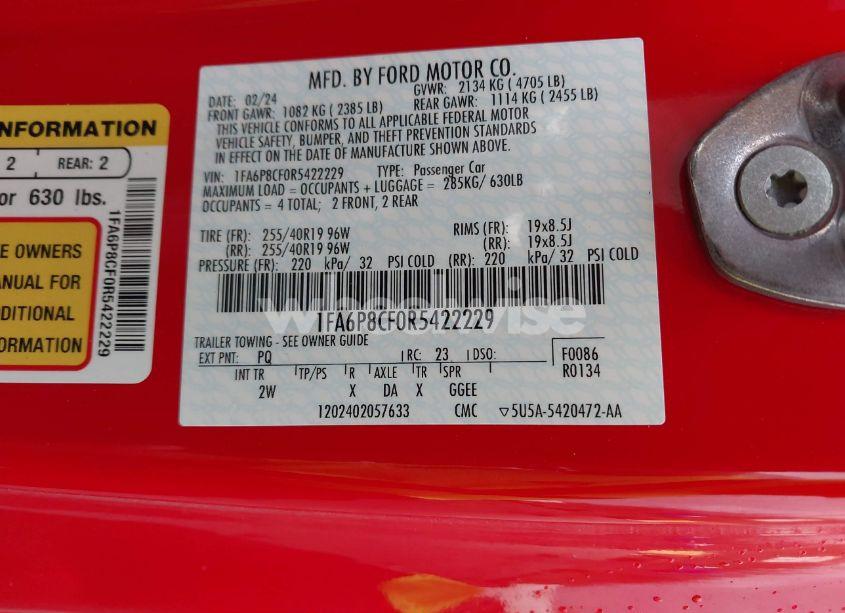 INFORMATION
2 REAR: 2
or 630 lbs.
OWNERS
MANUAL FOR
ADDITIONAL
INFORMATION
1FA6P8CF0R5422229
MFD. BY FORD MOTOR CO.
DATE: 02/24 GVWR: 2134 KG ( 4705 LB)
FRONT GAWR: 1082 KG ( 2385 LB) REAR GAWR: 1114 KG ( 2455 LB)
THIS VEHICLE CONFORMS TO ALL APPLICABLE FEDERAL MOTOR
VEHICLE SAFETY, BUMPER, AND THEFT PREVENTION STANDARDS
IN EFFECT ON THE DATE OF MANUFACTURE SHOWN ABOVE.
VIN: 1FA6P8CF0R5422229 TYPE: Passenger Car
MAXIMUM LOAD = OCCUPANTS + LUGGAGE = 285KG/ 630LB
OCCUPANTS = 4 TOTAL; 2 FRONT, 2 REAR
TIRE (FR): 255/40R19 96W RIMS (FR): 19x8.5J
(RR): 255/40R19 96W (RR): 19x8.5J
PRESSURE (FR): 220 kPa/ 32 PSI COLD (RR): 220 kPa/ 32 PSI COLD
1FA6P8CF0R5422229
TRAILER TOWING - SEE OWNER GUIDE
EXT PNT: PQ RC: 23 DSO: F0086
INT TR TP/PS R AXLE TR SPR R0134
2W X DA X GGEE
1202402057633 CMC ▽5U5A-5420472-AA